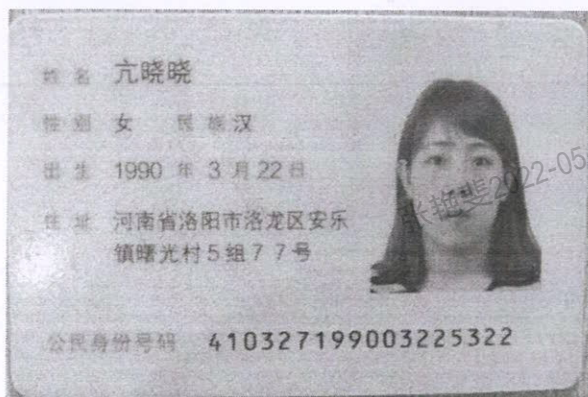 姓名 亢晓晓
性别 女 民族 汉
出生 1990 年 3 月 22 日
住址 河南省洛阳市洛龙区安乐
镇曙光村5组77号
公民身份号码 410327199003225322
2022-05